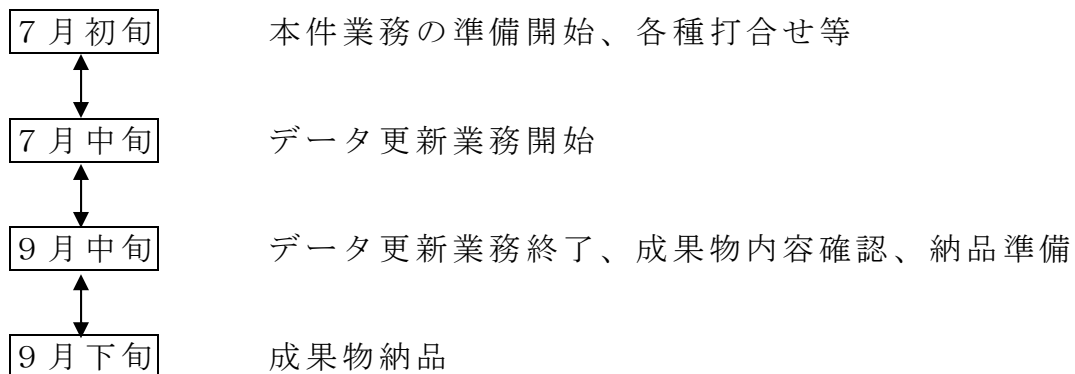 ７月初旬 本件業務の準備開始、各種打合せ等
７月中旬 データ更新業務開始
９月中旬 データ更新業務終了、成果物内容確認、納品準備
９月下旬 成果物納品